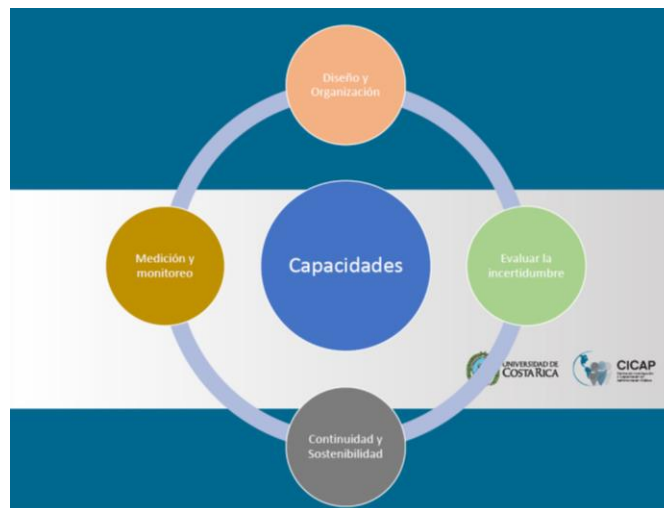 Diseño y
Organización
Medición y
monitoreo
Capacidades
Evaluar la
incertidumbre
UNIVERSIDAD DE
COSTA RICA
CICAP
Continuidad y
Sostenibilidad